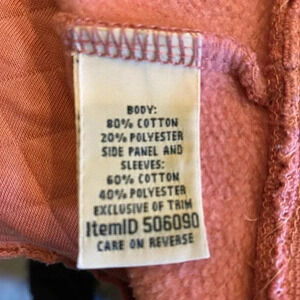 BODY:
80% COTTON
20% POLYESTER
SIDE PANEL AND
SLEEVES:
60% COTTON
40% POLYESTER
EXCLUSIVE OF TRIM
ItemID 506090
CARE ON REVERSE